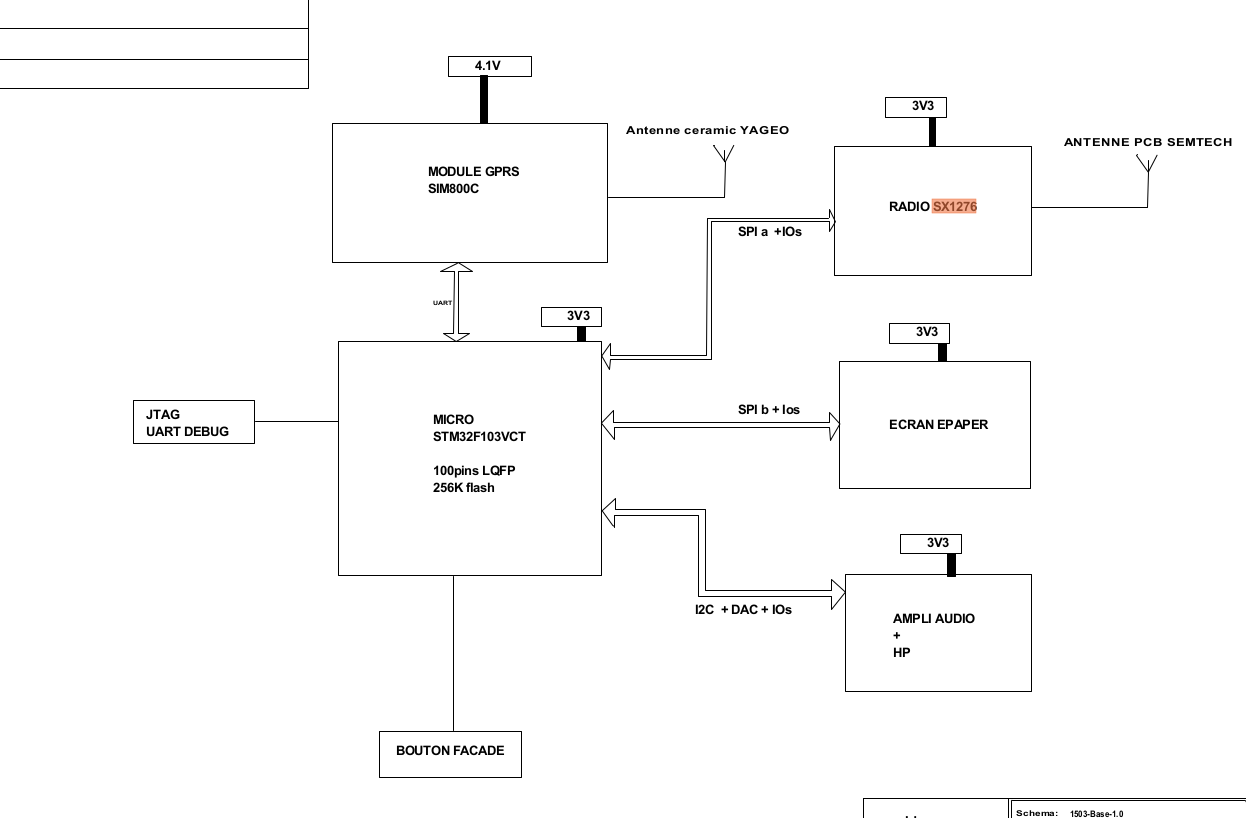 4.1V
3V3
Antenne ceramic YAGEO
ANTENNE PCB SEMTECH
MODULE GPRS
SIM800C
RADIO SX1276
SPI a +IOs
UART
3V3
3V3
JTAG
UART DEBUG
MICRO
STM32F103VCT
100pins LQFP
256K flash
SPI b + Ios
ECRAN EPAPER
3V3
I2C + DAC + IOs
AMPLI AUDIO
+
HP
BOUTON FACADE
Schema: 1503-Base-1.0